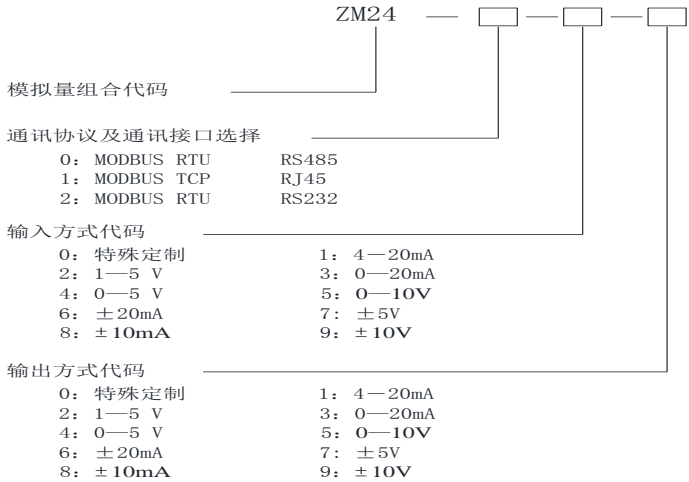 ZM24 — □—□—□
模拟量组合代码
通讯协议及通讯接口选择
0: MODBUS RTU RS485
1: MODBUS TCP RJ45
2: MODBUS RTU RS232
输入方式代码
0: 特殊定制 1: 4—20mA
2: 1—5 V 3: 0—20mA
4: 0—5 V 5: 0—10V
6: ±20mA 7: ±5V
8: ±10mA 9: ±10V
输出方式代码
0: 特殊定制 1: 4—20mA
2: 1—5 V 3: 0—20mA
4: 0—5 V 5: 0—10V
6: ±20mA 7: ±5V
8: ±10mA 9: ±10V